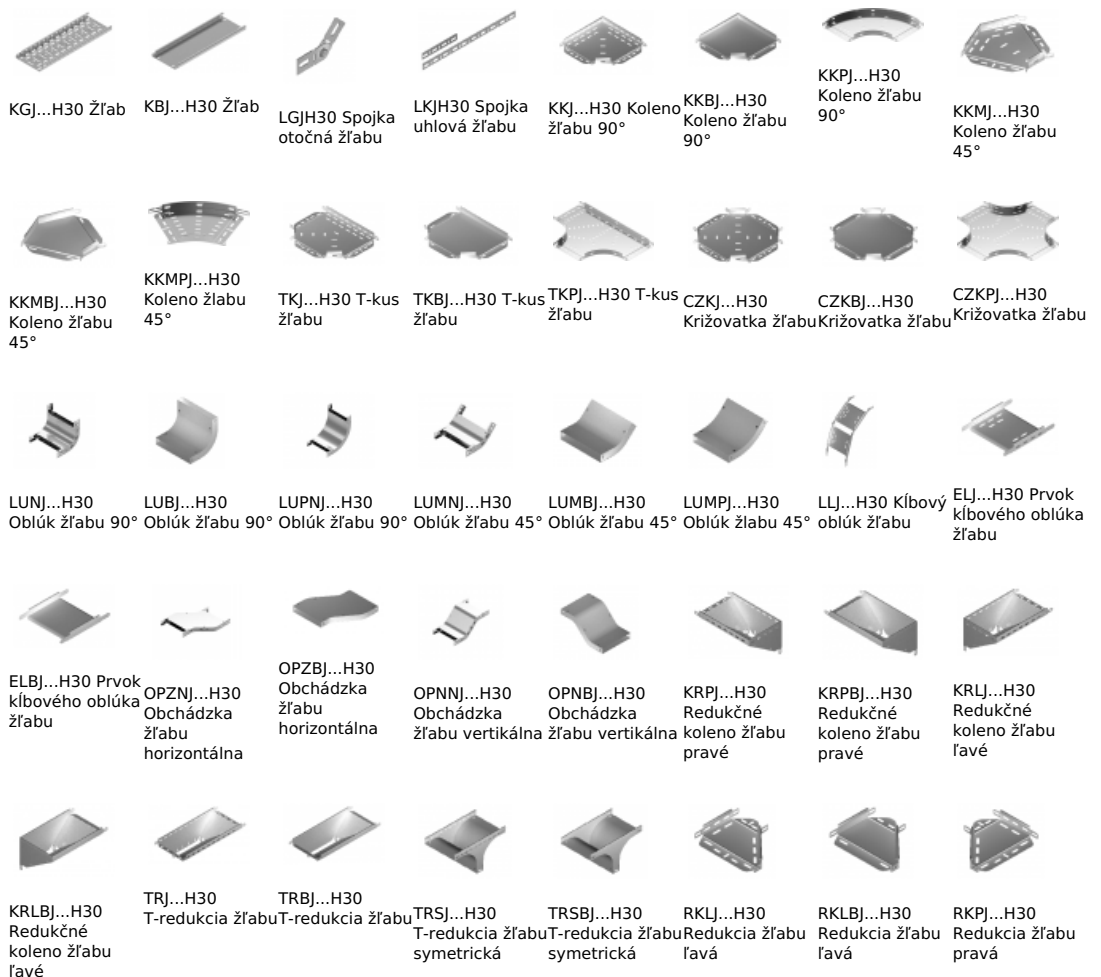 KGJ...H30 Žľab
KBJ...H30 Žľab
LGJH30 Spojka
otočná žľabu
LKJH30 Spojka
uhlová žľabu
KKJ...H30 Koleno
žľabu 90°
KKBJ...H30
Koleno žľabu
90°
KKPJ...H30
Koleno žľabu
90°
KKMJ...H30
Koleno žľabu
45°
KKMBJ...H30
Koleno žľabu
45°
KKMPJ...H30
Koleno žlabu
45°
TKJ...H30 T-kus
žľabu
TKBJ...H30 T-kus
žľabu
TKPJ...H30 T-kus
žľabu
CZKJ...H30
Križovatka žľabu
CZKBJ...H30
Križovatka žľabu
CZKPJ...H30
Križovatka žľabu
LUNJ...H30
Oblúk žľabu 90°
LUBJ...H30
Oblúk žľabu 90°
LUPNJ...H30
Oblúk žľabu 90°
LUMNJ...H30
Oblúk žľabu 45°
LUMBJ...H30
Oblúk žľabu 45°
LUMPJ...H30
Oblúk žlabu 45°
LLJ...H30 Kĺbový
oblúk žľabu
ELJ...H30 Prvok
kĺbového oblúka
žľabu
ELBJ...H30 Prvok
kĺbového oblúka
žľabu
OPZNJ...H30
Obchádzka
žľabu
horizontálna
OPZBJ...H30
Obchádzka
žľabu
horizontálna
OPNNJ...H30
Obchádzka
žľabu vertikálna
OPNBJ...H30
Obchádzka
žľabu vertikálna
KRPJ...H30
Redukčné
koleno žľabu
pravé
KRPBJ...H30
Redukčné
koleno žľabu
pravé
KRLJ...H30
Redukčné
koleno žľabu
ľavé
KRLBJ...H30
Redukčné
koleno žľabu
ľavé
TRJ...H30
T-redukcia žľabu
TRBJ...H30
T-redukcia žľabu
TRSJ...H30
T-redukcia žľabu
symetrická
TRSBJ...H30
T-redukcia žľabu
symetrická
RKLJ...H30
Redukcia žľabu
ľavá
RKLBJ...H30
Redukcia žľabu
ľavá
RKPJ...H30
Redukcia žľabu
pravá